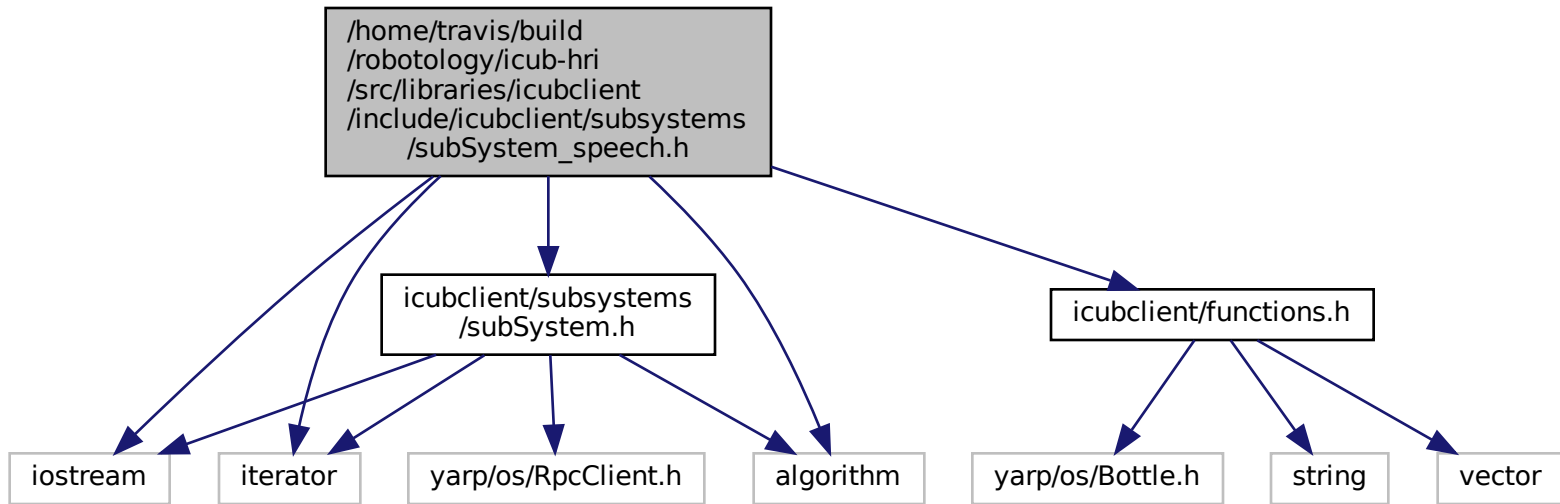 /home/travis/build
/robotology/icub-hri
/src/libraries/icubclient
/include/icubclient/subsystems
/subSystem_speech.h
icubclient/subsystems
/subSystem.h
icubclient/functions.h
iostream
iterator
yarp/os/RpcClient.h
algorithm
yarp/os/Bottle.h
string
vector